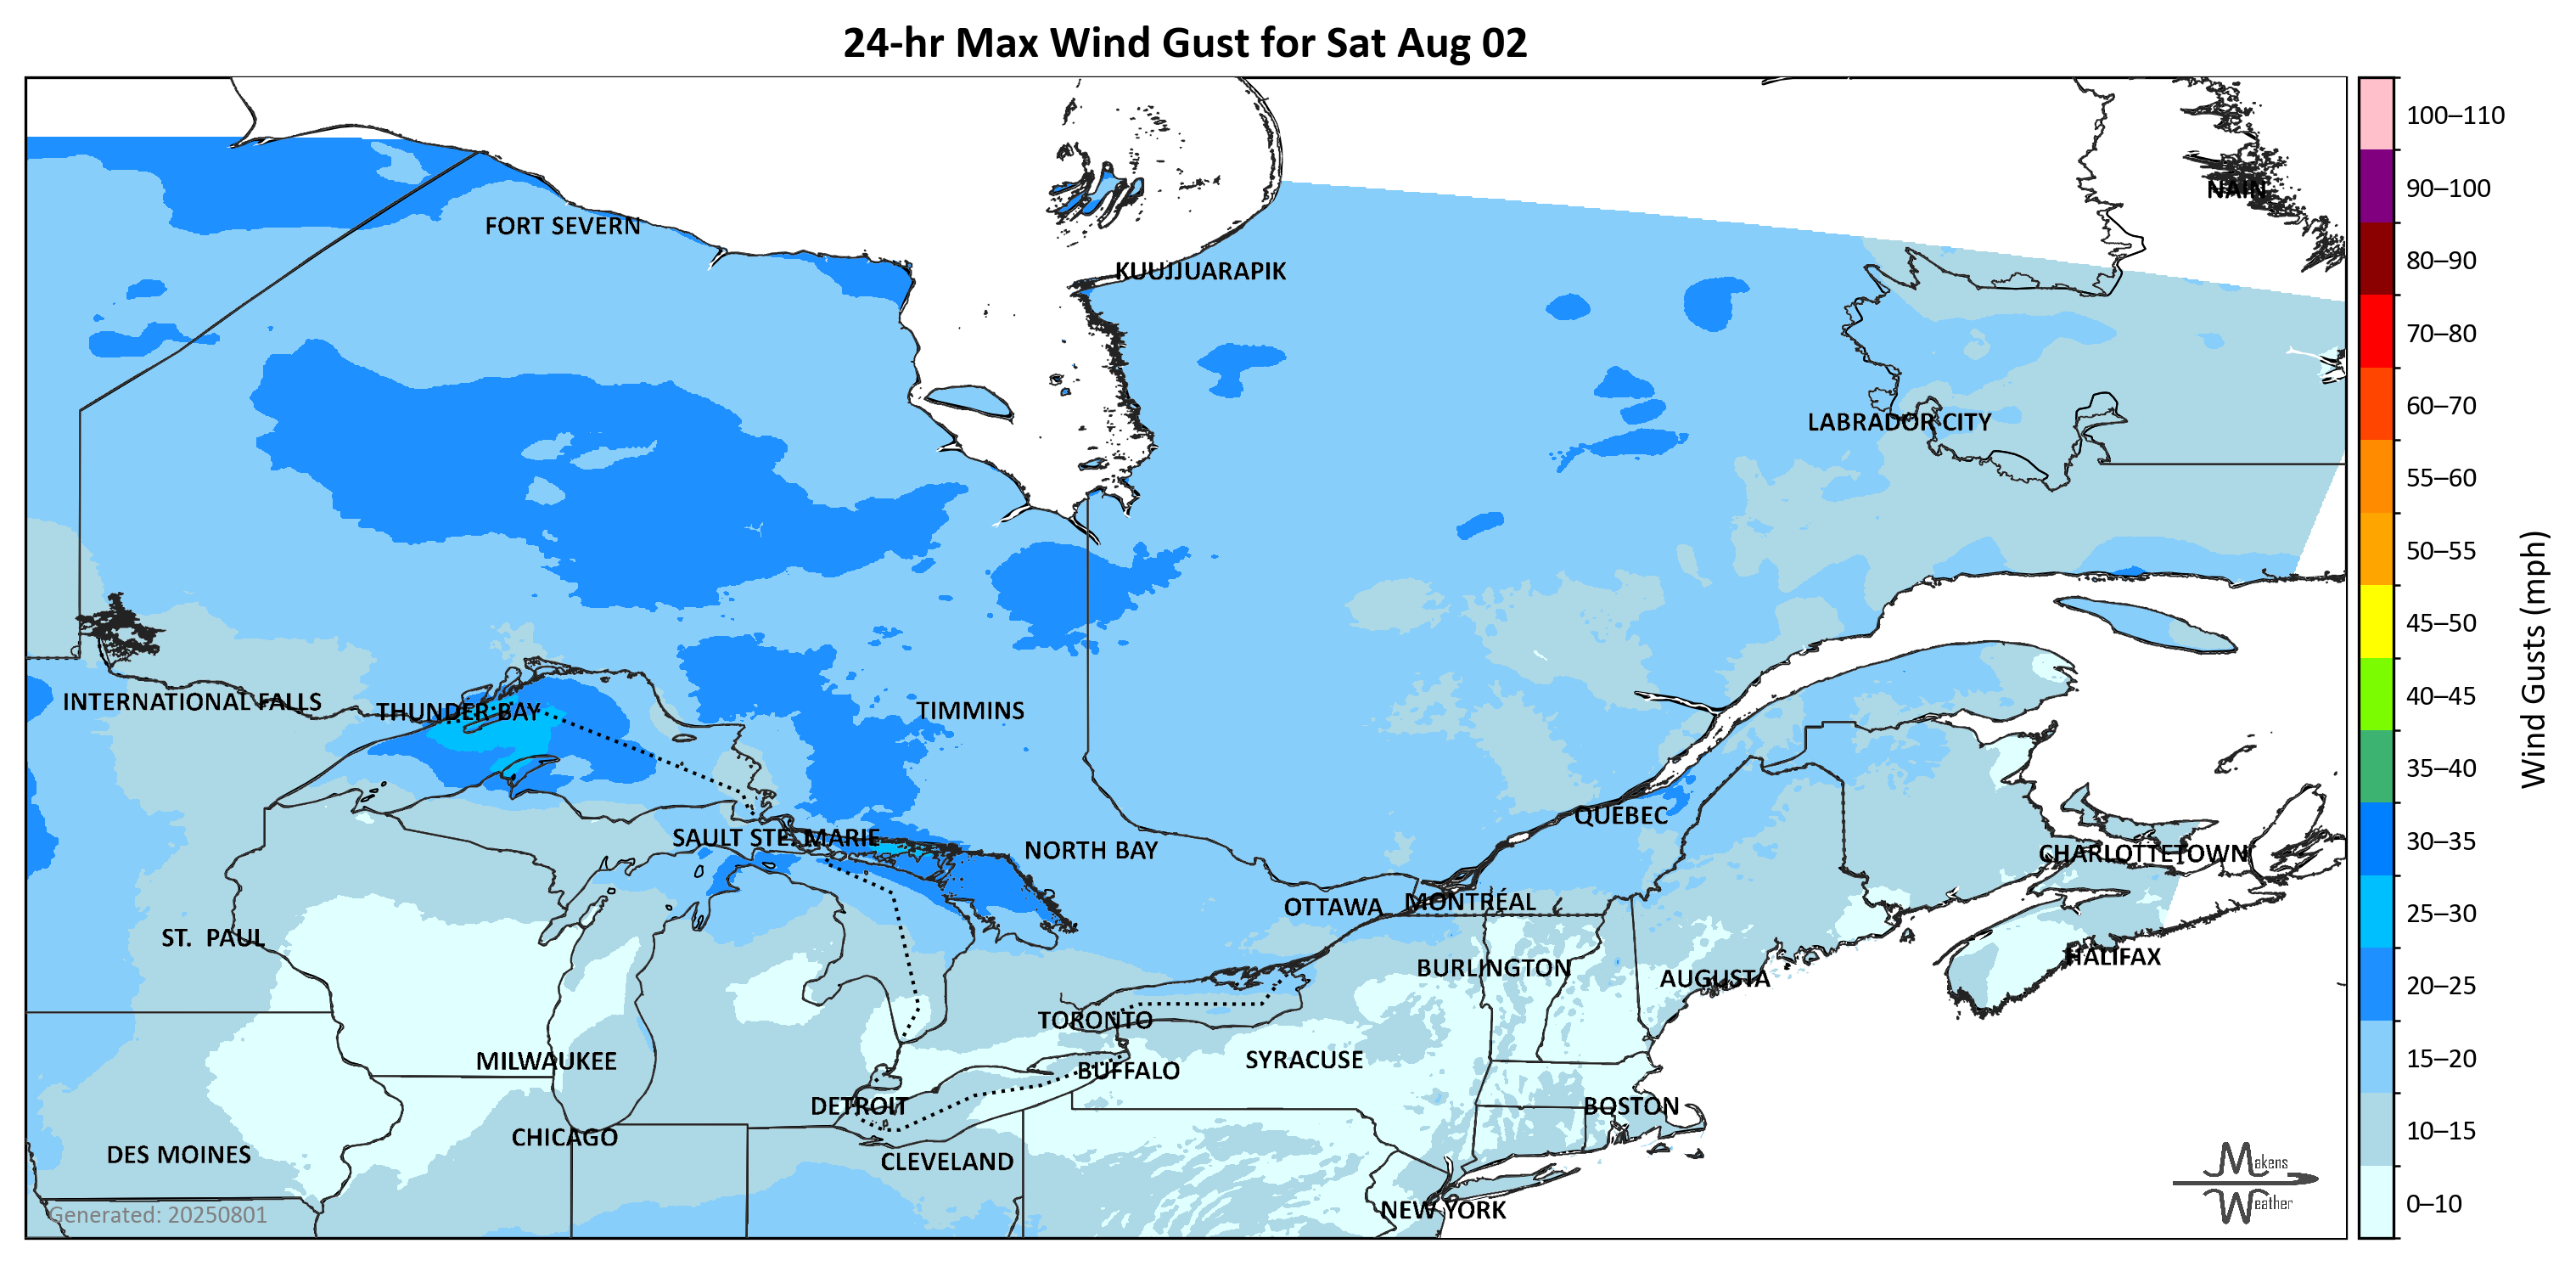 24-hr Max Wind Gust for Sat Aug 02
100–110
90–100
NAIN
FORT SEVERN
80–90
KUUJJUARAPIK
70–80
60–70
LABRADOR CITY
55–60
50–55
45–50
Wind Gusts (mph)
INTERNATIONAL FALLS
THUNDER BAY
TIMMINS
40–45
35–40
QUÉBEC
SAULT STE. MARIE
30–35
NORTH BAY
CHARLOTTETOWN
OTTAWA
MONTRÉAL
25–30
ST. PAUL
HALIFAX
BURLINGTON
AUGUSTA
20–25
TORONTO
MILWAUKEE
SYRACUSE
15–20
BUFFALO
DETROIT
BOSTON
CHICAGO
10–15
DES MOINES
CLEVELAND
Makens
Weather
0–10
NEW YORK
Generated: 20250801